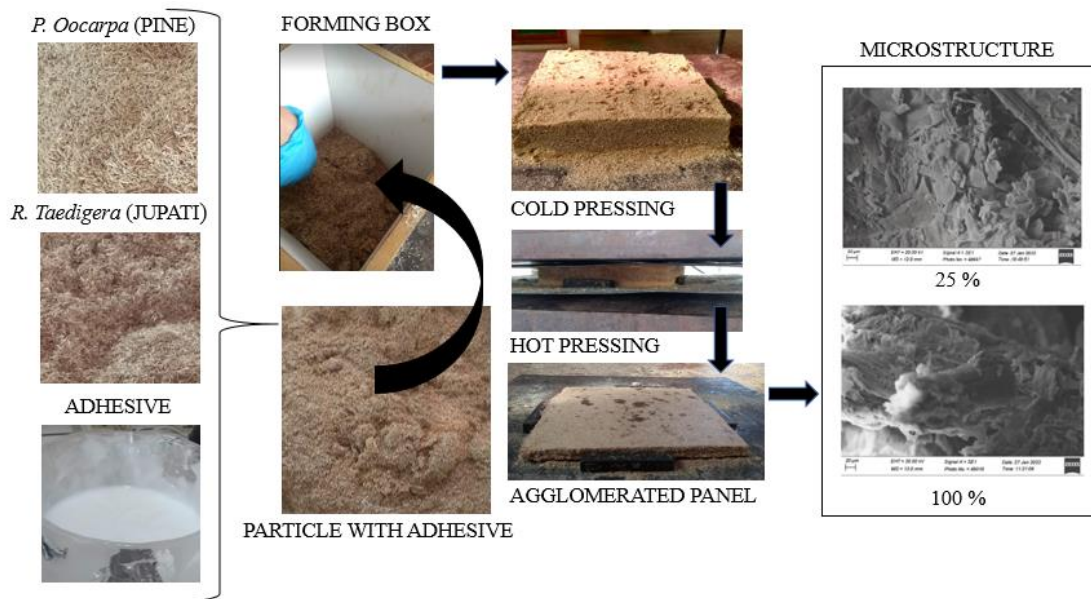 P. Oocarpa (PINE)
R. Taedigera (JUPATI)
ADHESIVE
FORMING BOX
PARTICLE WITH ADHESIVE
COLD PRESSING
HOT PRESSING
AGGLOMERATED PANEL
MICROSTRUCTURE
25 %
100 %